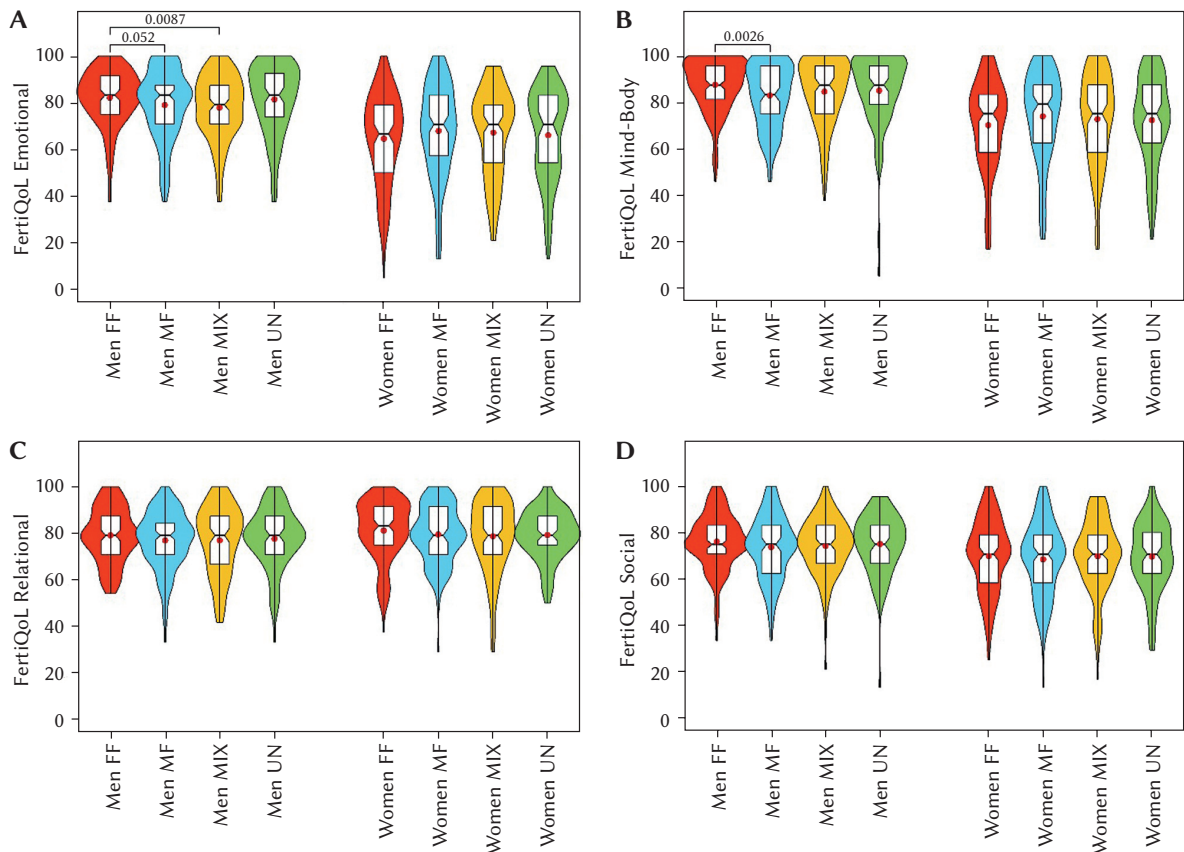 A
0.0087
0.052
FertiQoL Emotional
100
80
60
40
20
0
Men FF
Men MF
Men MIX
Men UN
Women FF
Women MF
Women MIX
Women UN
B
0.0026
FertiQoL Mind-Body
100
80
60
40
20
0
Men FF
Men MF
Men MIX
Men UN
Women FF
Women MF
Women MIX
Women UN
C
FertiQoL Relational
100
80
60
40
20
0
Men FF
Men MF
Men MIX
Men UN
Women FF
Women MF
Women MIX
Women UN
D
FertiQoL Social
100
80
60
40
20
0
Men FF
Men MF
Men MIX
Men UN
Women FF
Women MF
Women MIX
Women UN